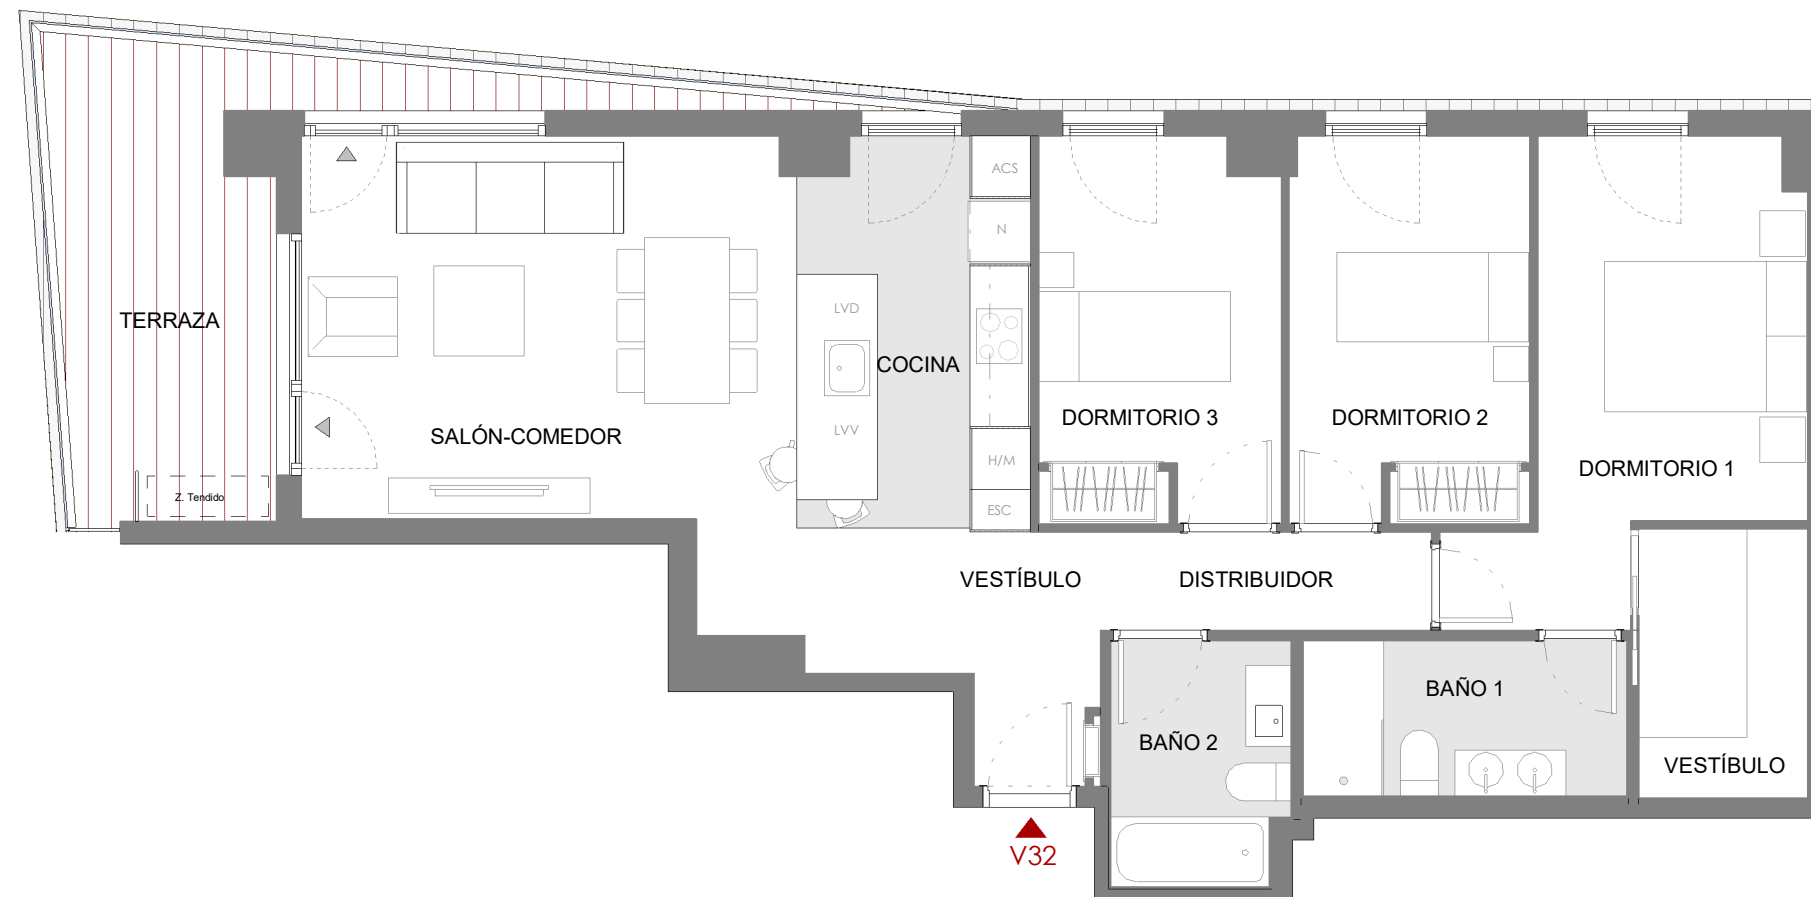 ACS
N
LVD
TERRAZA
COCINA
DORMITORIO 3
DORMITORIO 2
LVV
SALÓN-COMEDOR
H/M
DORMITORIO 1
Z. Tendido
ESC
VESTÍBULO
DISTRIBUIDOR
BAÑO 1
BAÑO 2
VESTÍBULO
V32